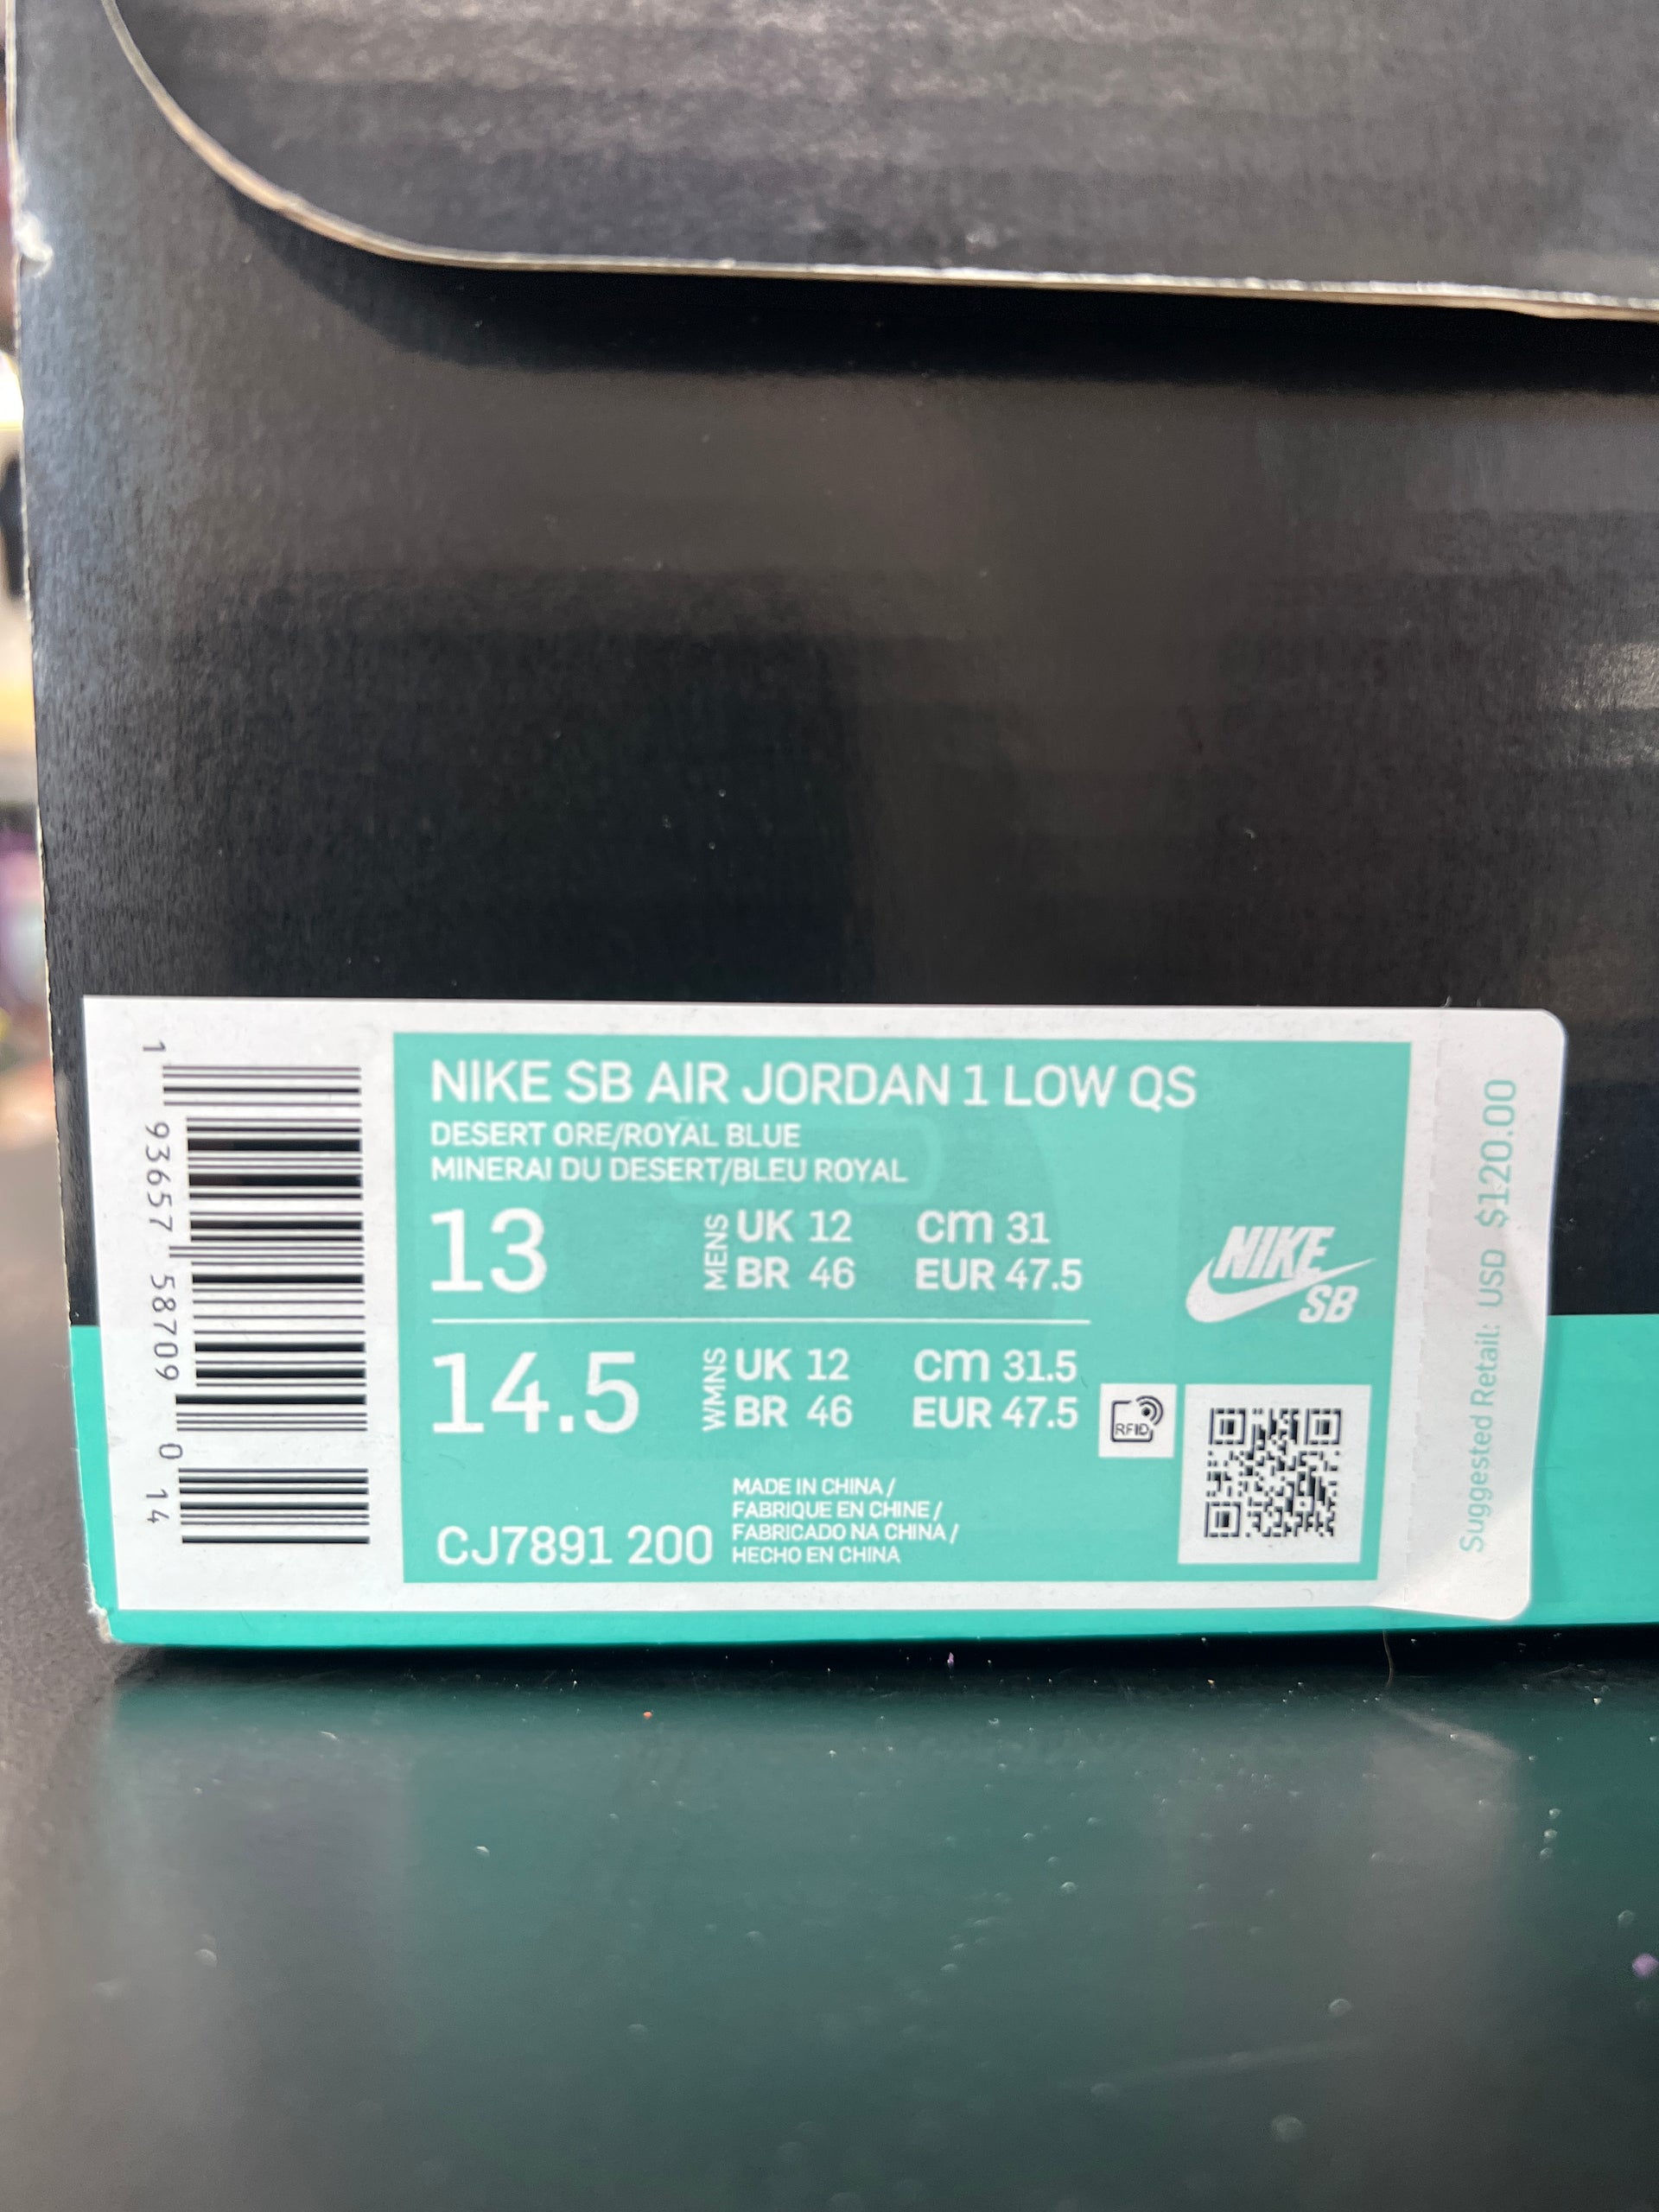 1 93657 58709 0 14
NIKE SB AIR JORDAN 1 LOW QS
DESERT ORE/ROYAL BLUE
MINERAI DU DESERT/BLEU ROYAL
13
MENS
UK 12
cm 31
BR 46
EUR 47.5
14.5
WMNS
UK 12
cm 31.5
BR 46
EUR 47.5
NIKE
SB
RFID
CJ7891 200
MADE IN CHINA /
FABRIQUE EN CHINE /
FABRICADO NA CHINA /
HECHO EN CHINA
Suggested Retail: USD $120.00